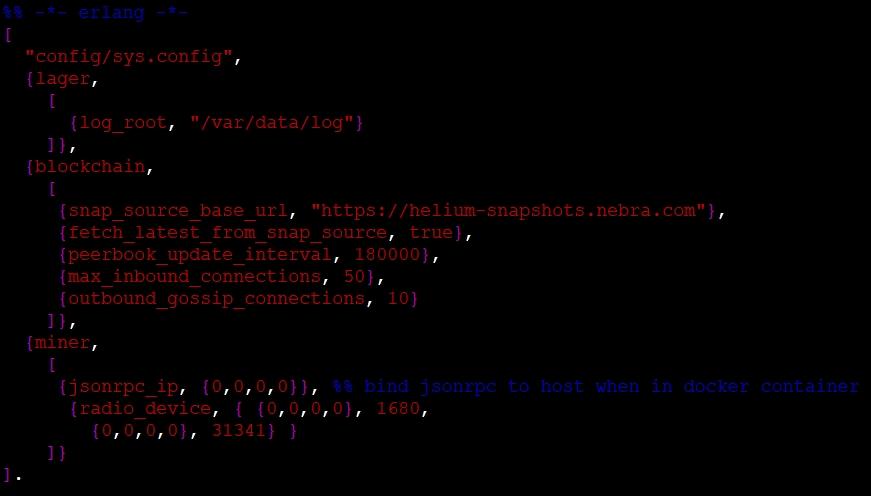 %% -*- erlang -*-
[
  "config/sys.config",
  {lager,
    [
      {log_root, "/var/data/log"}
    ]},
  {blockchain,
    [
     {snap_source_base_url, "https://helium-snapshots.nebra.com"},
     {fetch_latest_from_snap_source, true},
     {peerbook_update_interval, 180000},
     {max_inbound_connections, 50},
     {outbound_gossip_connections, 10}
    ]},
  {miner,
    [
     {jsonrpc_ip, {0,0,0,0}}, %% bind jsonrpc to host when in docker container
      {radio_device, { {0,0,0,0}, 1680,
        {0,0,0,0}, 31341} }
    ]}
].